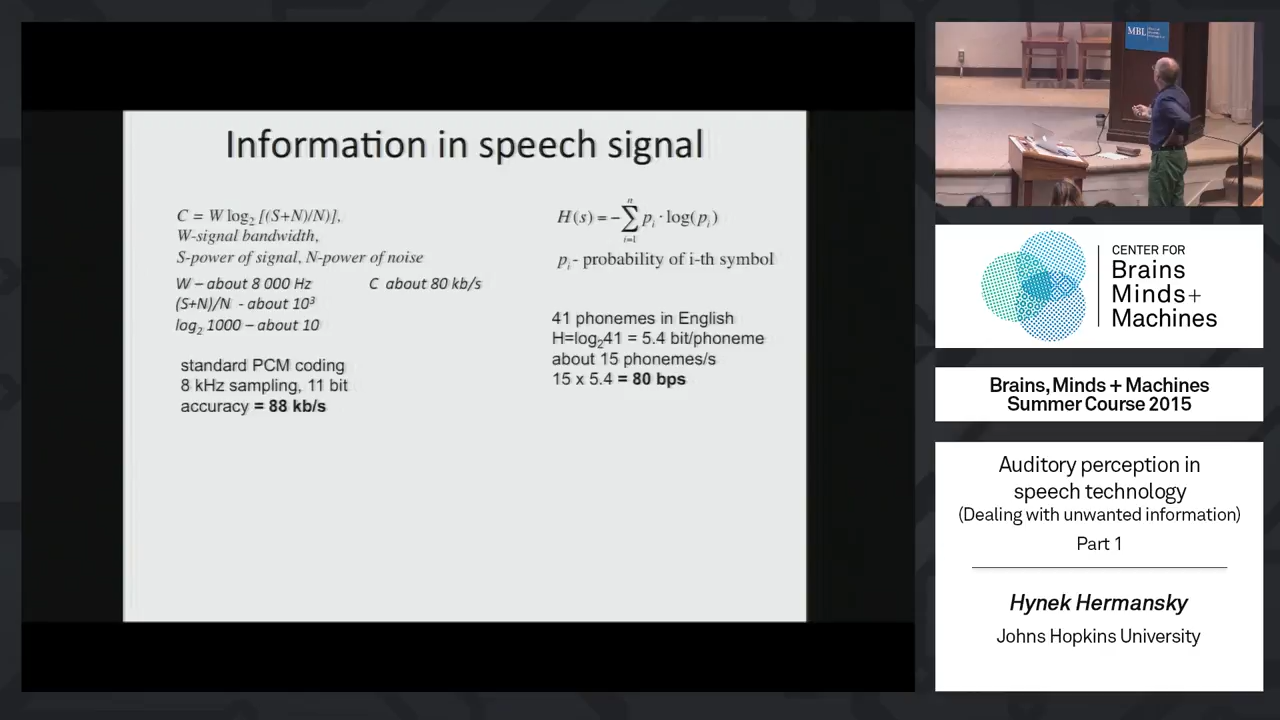 Information in speech signal
C = W log₂ [(S+N)/N)],
W-signal bandwidth,
S-power of signal, N-power of noise
W – about 8 000 Hz C about 80 kb/s
(S+N)/N - about 10³
log₂ 1000 – about 10
standard PCM coding
8 kHz sampling, 11 bit
accuracy = 88 kb/s
H(s) = -∑ⁿᵢ₌₁ pᵢ · log(pᵢ)
pᵢ - probability of i-th symbol
41 phonemes in English
H=log₂41 = 5.4 bit/phoneme
about 15 phonemes/s
15 x 5.4 = 80 bps
MBL
CENTER FOR
Brains
Minds+
Machines
Brains, Minds + Machines
Summer Course 2015
Auditory perception in
speech technology
(Dealing with unwanted information)
Part 1
Hynek Hermansky
Johns Hopkins University